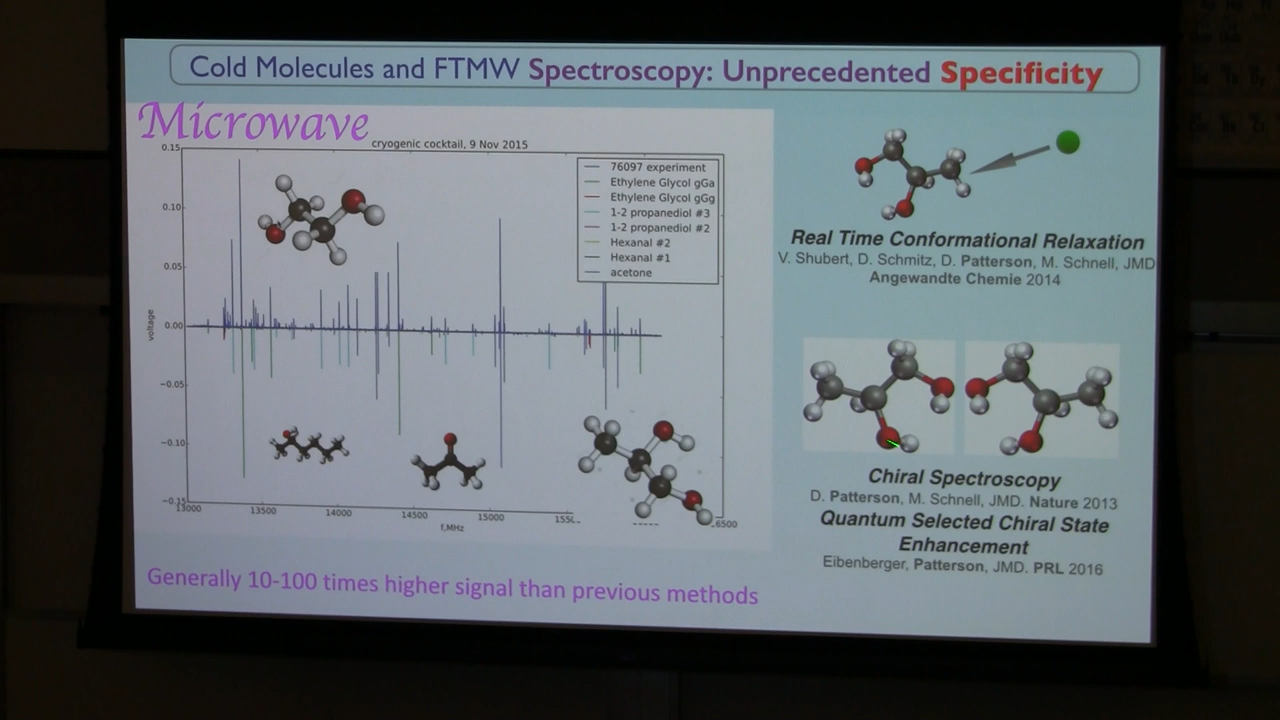 Cold Molecules and FTMW Spectroscopy: Unprecedented Specificity
Microwave
cryogenic cocktail, 9 Nov 2015
0.15
0.10
0.05
0.00
−0.05
−0.10
−0.15
voltage
76097 experiment
Ethylene Glycol gGa
Ethylene Glycol gGg
1-2 propanediol #3
1-2 propanediol #2
Hexanal #2
Hexanal #1
acetone
13000
13500
14000
14500
15000
f,MHz
Generally 10-100 times higher signal than previous methods
Real Time Conformational Relaxation
V. Shubert, D. Schmitz, D. Patterson, M. Schnell, JMD
Angewandte Chemie 2014
Chiral Spectroscopy
D. Patterson, M. Schnell, JMD. Nature 2013
Quantum Selected Chiral State
Enhancement
Eibenberger, Patterson, JMD. PRL 2016